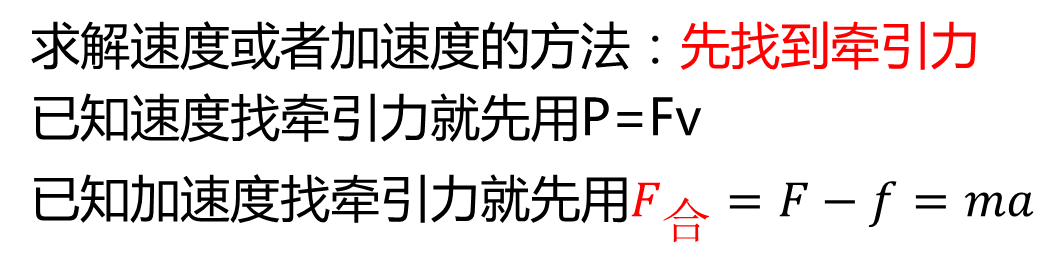 求解速度或者加速度的方法：先找到牵引力
已知速度找牵引力就先用P=Fv
已知加速度找牵引力就先用F合 = F − f = ma